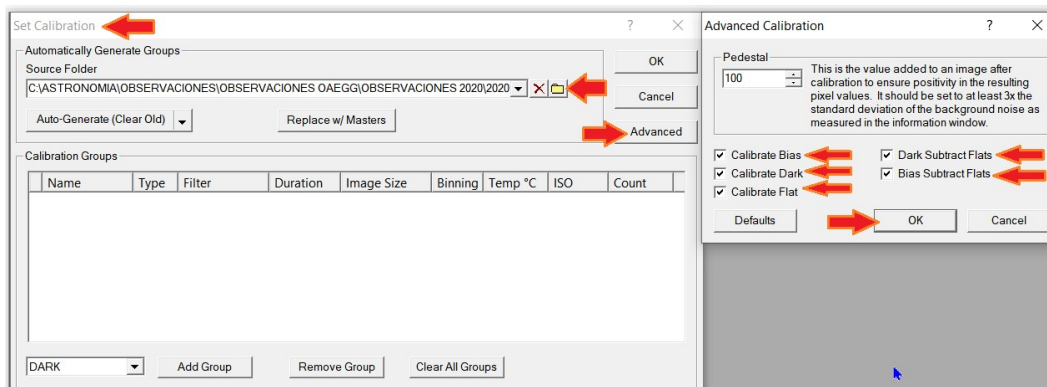 Set Calibration
Automatically Generate Groups
Source Folder
C:\ASTRONOMIA\OBSERVACIONES\OBSERVACIONES OAEGG\OBSERVACIONES 2020\2020
Auto-Generate (Clear Old)
Replace w/ Masters
OK
Cancel
Advanced
Calibration Groups
Name Type Filter Duration Image Size Binning Temp °C ISO Count
DARK
Add Group
Remove Group
Clear All Groups
Advanced Calibration
Pedestal
100
This is the value added to an image after
calibration to ensure positivity in the resulting
pixel values. It should be set to at least 3x the
standard deviation of the background noise as
measured in the information window.
Calibrate Bias
Dark Subtract Flats
Calibrate Dark
Bias Subtract Flats
Calibrate Flat
Defaults
OK
Cancel